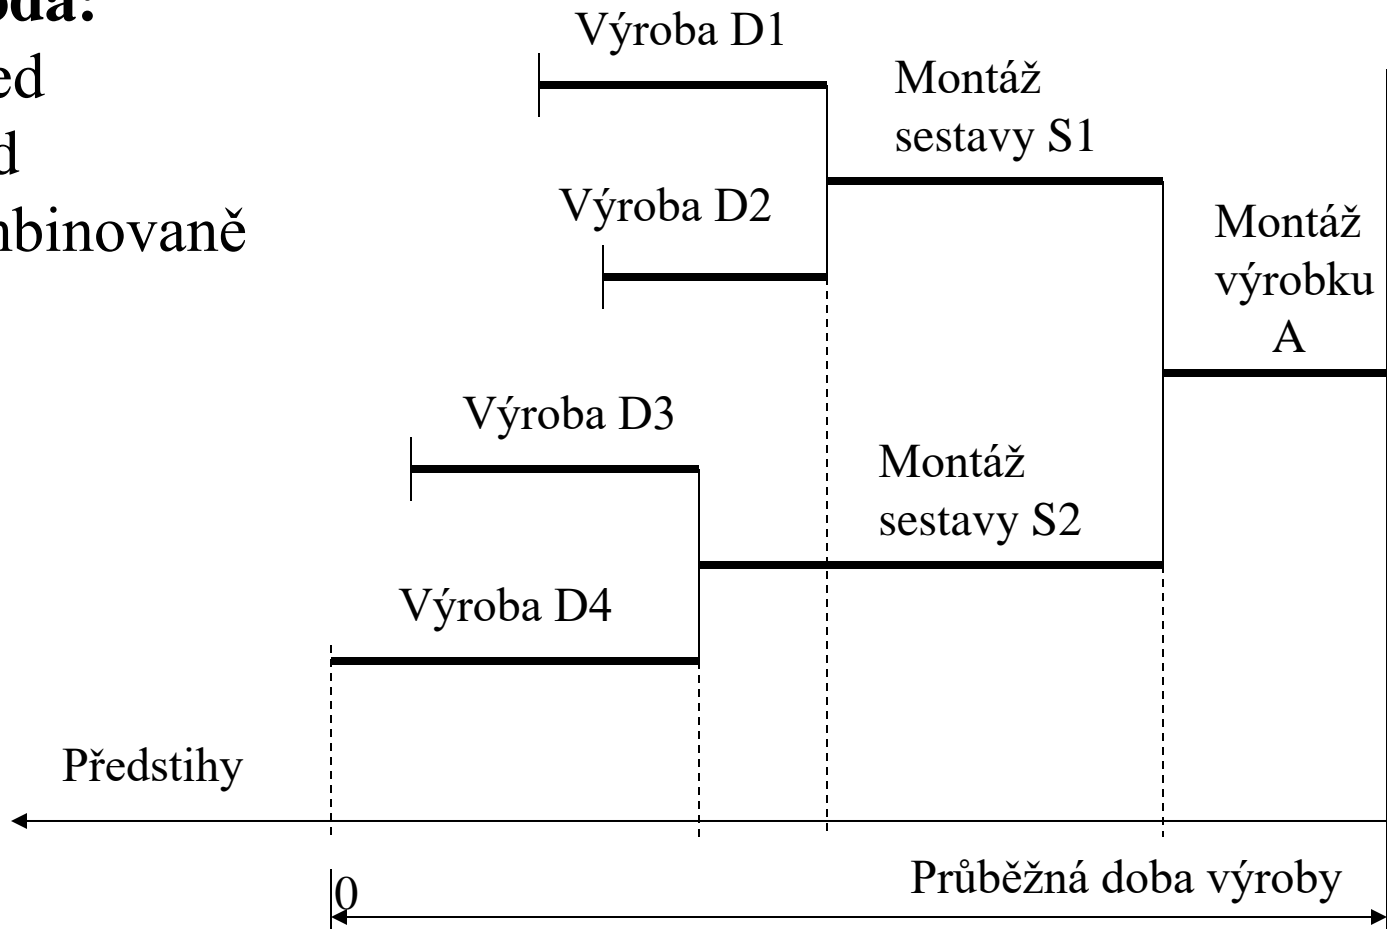 oda:
ed
d
nbinovaně
Výroba D1
Montáž
sestavy S1
Výroba D2
Montáž
výrobku
A
Výroba D3
Montáž
sestavy S2
Výroba D4
Předstihy
0
Průběžná doba výroby